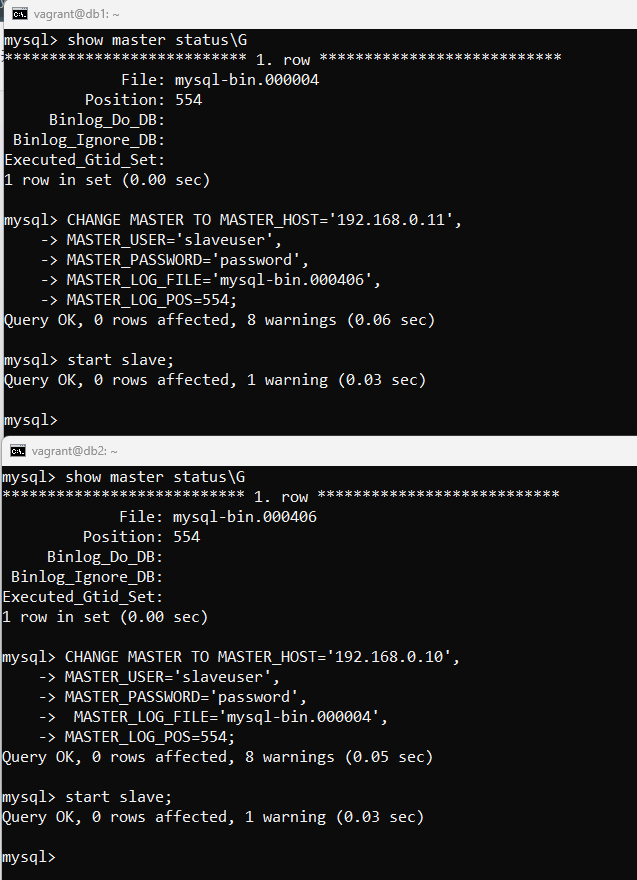 vagrant@db1: ~
mysql> show master status\G
*************************** 1. row ***************************
File: mysql-bin.000004
Position: 554
Binlog_Do_DB:
Binlog_Ignore_DB:
Executed_Gtid_Set:
1 row in set (0.00 sec)
mysql> CHANGE MASTER TO MASTER_HOST='192.168.0.11',
-> MASTER_USER='slaveuser',
-> MASTER_PASSWORD='password',
-> MASTER_LOG_FILE='mysql-bin.000406',
-> MASTER_LOG_POS=554;
Query OK, 0 rows affected, 8 warnings (0.06 sec)
mysql> start slave;
Query OK, 0 rows affected, 1 warning (0.03 sec)
mysql>
vagrant@db2: ~
mysql> show master status\G
*************************** 1. row ***************************
File: mysql-bin.000406
Position: 554
Binlog_Do_DB:
Binlog_Ignore_DB:
Executed_Gtid_Set:
1 row in set (0.00 sec)
mysql> CHANGE MASTER TO MASTER_HOST='192.168.0.10',
-> MASTER_USER='slaveuser',
-> MASTER_PASSWORD='password',
->  MASTER_LOG_FILE='mysql-bin.000004',
-> MASTER_LOG_POS=554;
Query OK, 0 rows affected, 8 warnings (0.05 sec)
mysql> start slave;
Query OK, 0 rows affected, 1 warning (0.03 sec)
mysql>